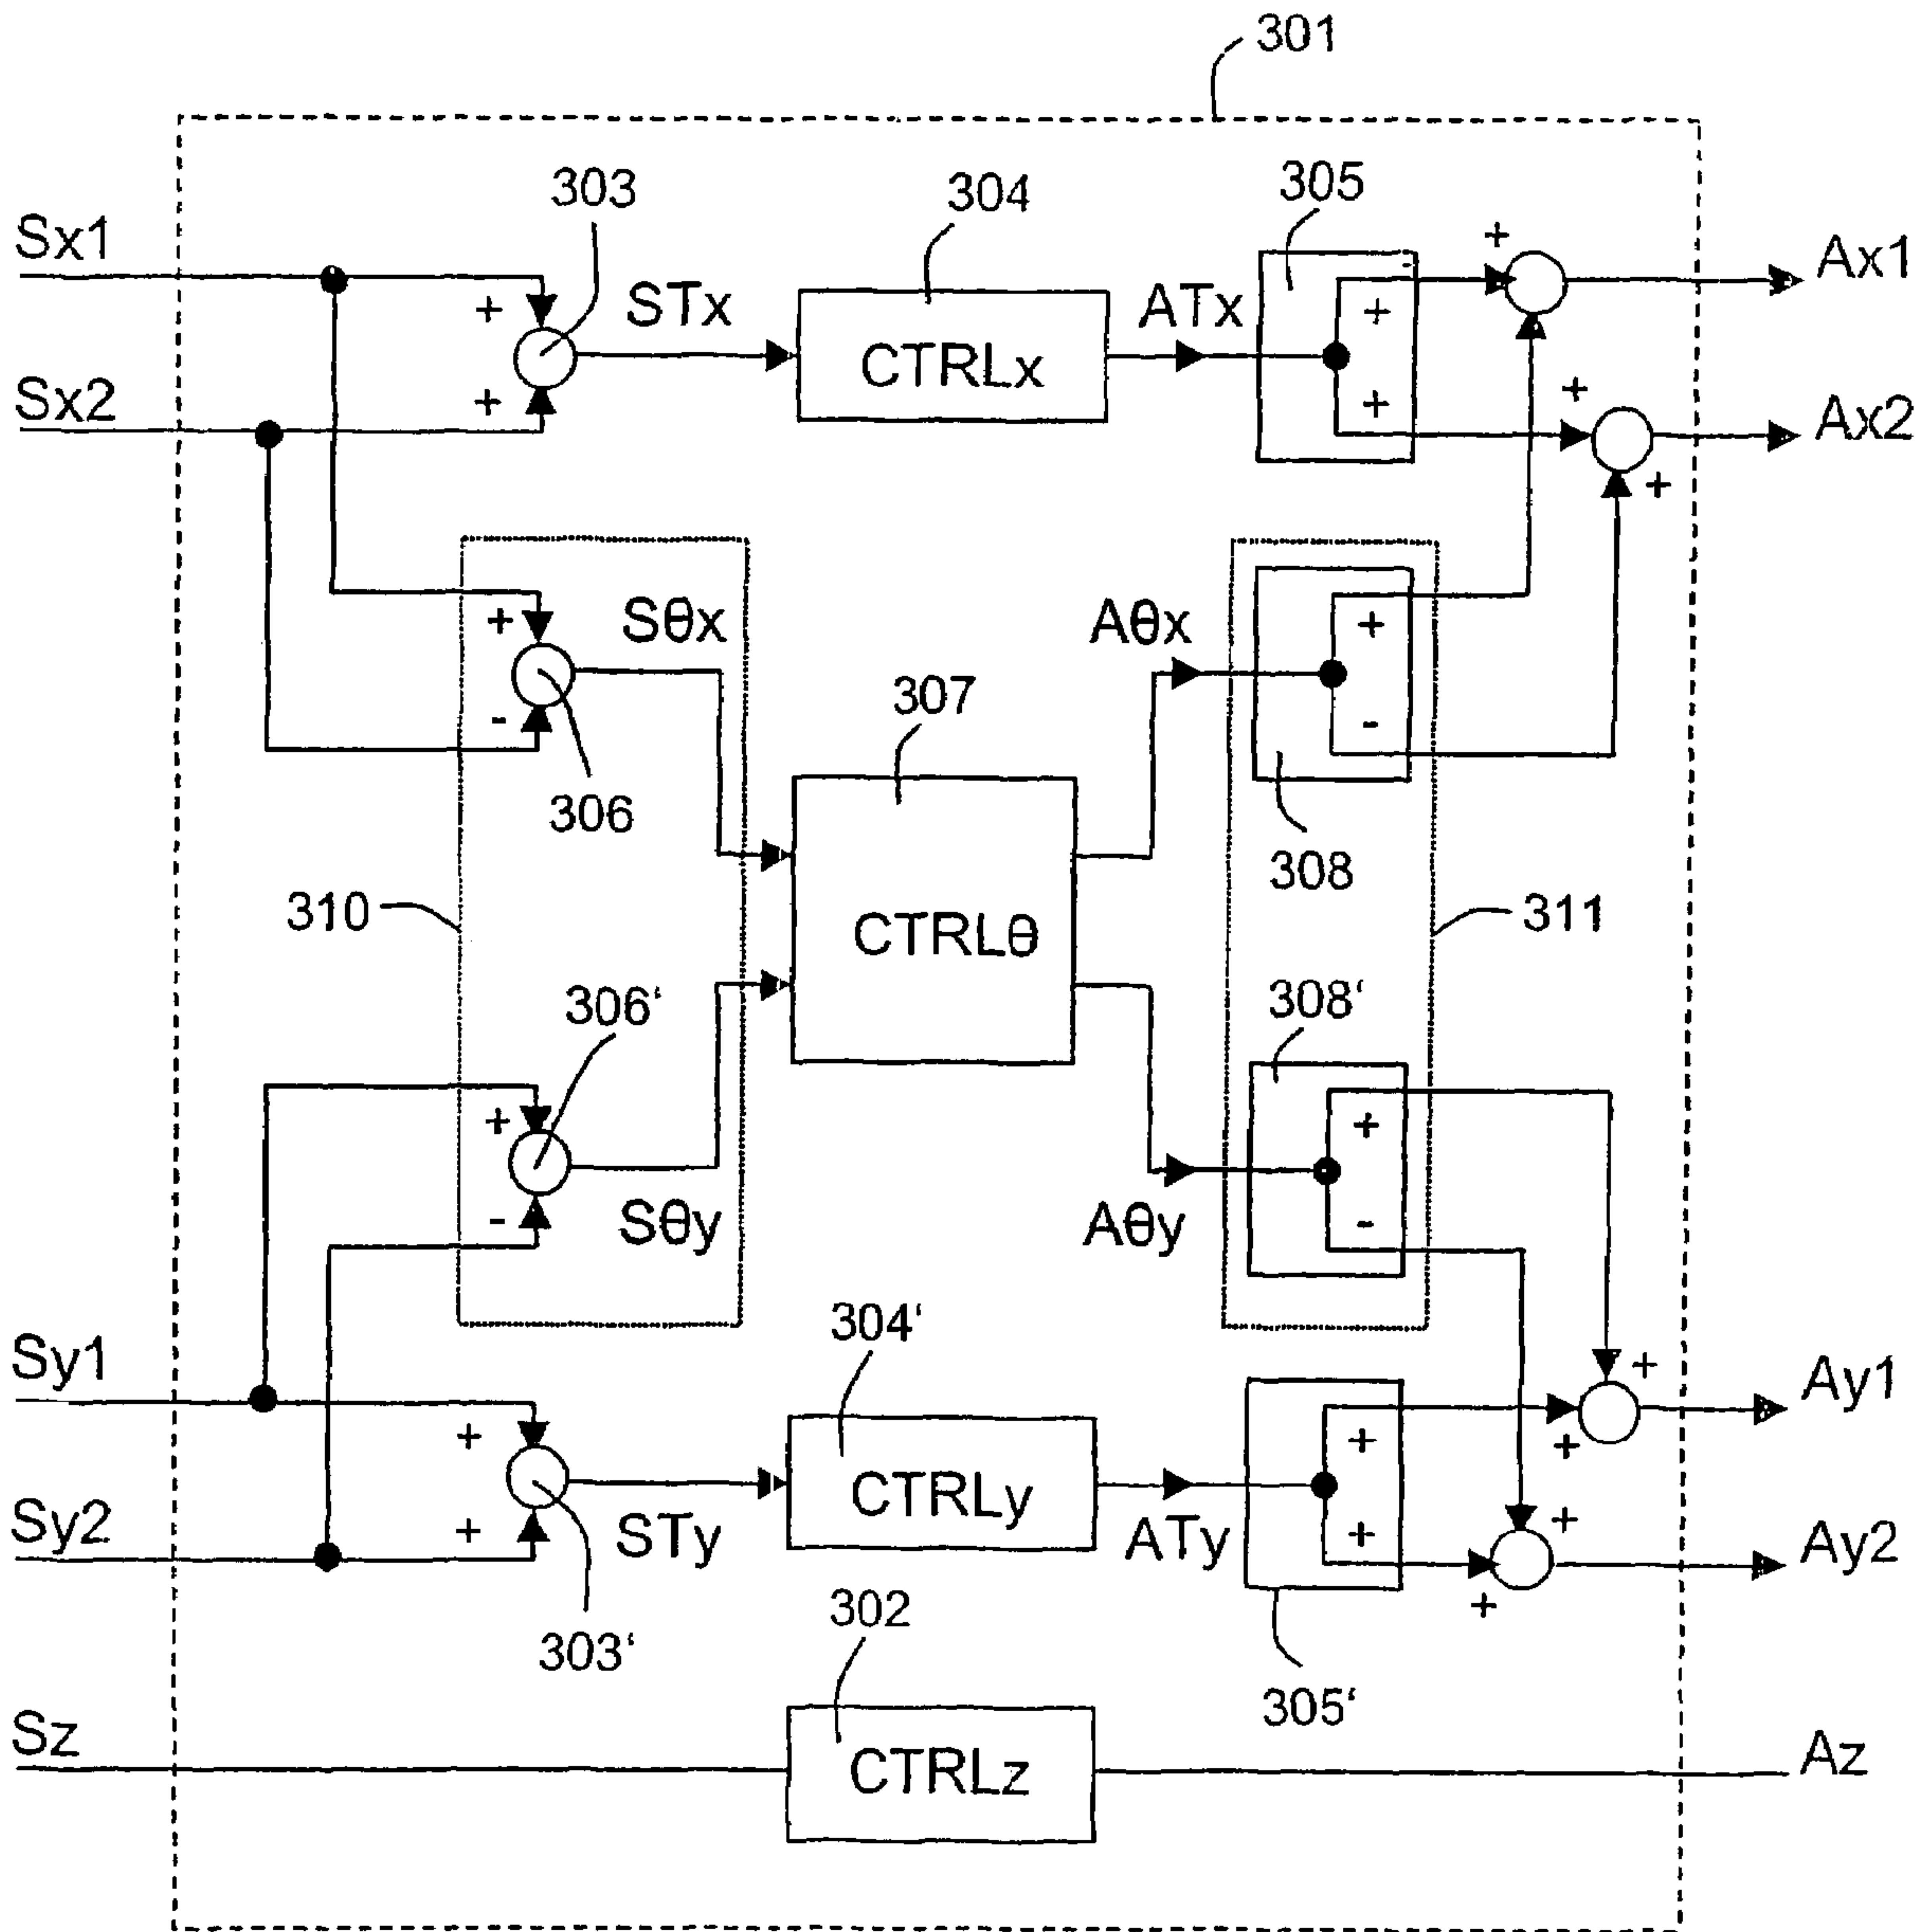 301
303
304
305
Sx1
+
Ax1
STx
ATx
+
+
CTRLx
Sx2
+
+
+
Ax2
+
+
Sθx
Aθx
+
-
307
-
306
308
310
CTRLθ
311
306‘
308‘
+
+
-
Sθy
Aθy
-
304‘
Sy1
+
Ay1
+
+
+
CTRLy
Sy2
+
STy
ATy
+
+
Ay2
302
+
303‘
305‘
Sz
CTRLz
Az